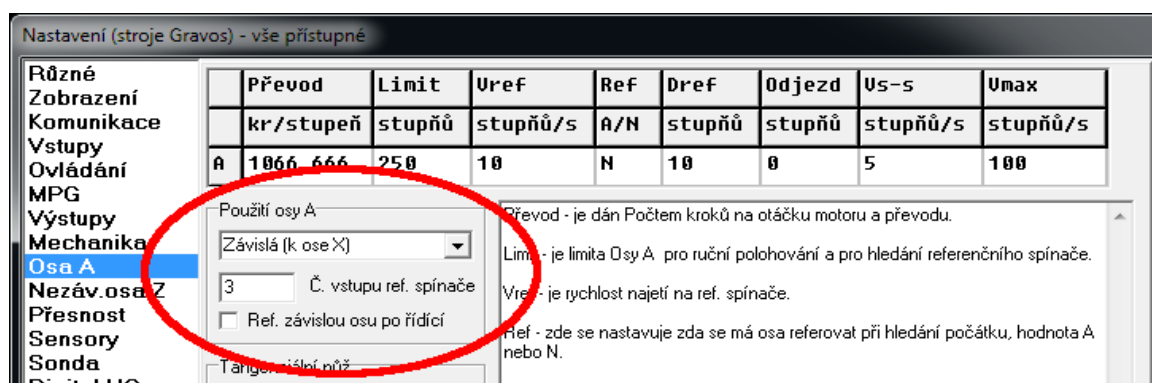 Nastavení (stroje Gravos) - vše přístupné
Různé
Zobrazení
Komunikace
Vstupy
Ovládání
MPG
Výstupy
Mechanika
Osa A
Nezáv.osa Z
Přesnost
Sensory
Sonda
Převod Limit Vref Ref Dref Odjezd Vs-s Vmax
kr/stupeň stupňů stupňů/s A/N stupňů stupňů stupňů/s stupňů/s
A 1066.666 250 10 N 10 0 5 100
Použití osy A
Závislá (k ose X)
3 Č. vstupu ref. spínače
Ref. závislou osu po řídící
Tangenciální nůž
Převod - je dán Počtem kroků na otáčku motoru a převodu.
Limit - je limita Osy A pro ruční polohování a pro hledání referenčního spínače.
Vref - je rychlost najetí na ref. spínače.
Ref - zde se nastavuje zda se má osa referovat při hledání počátku, hodnota A
nebo N.